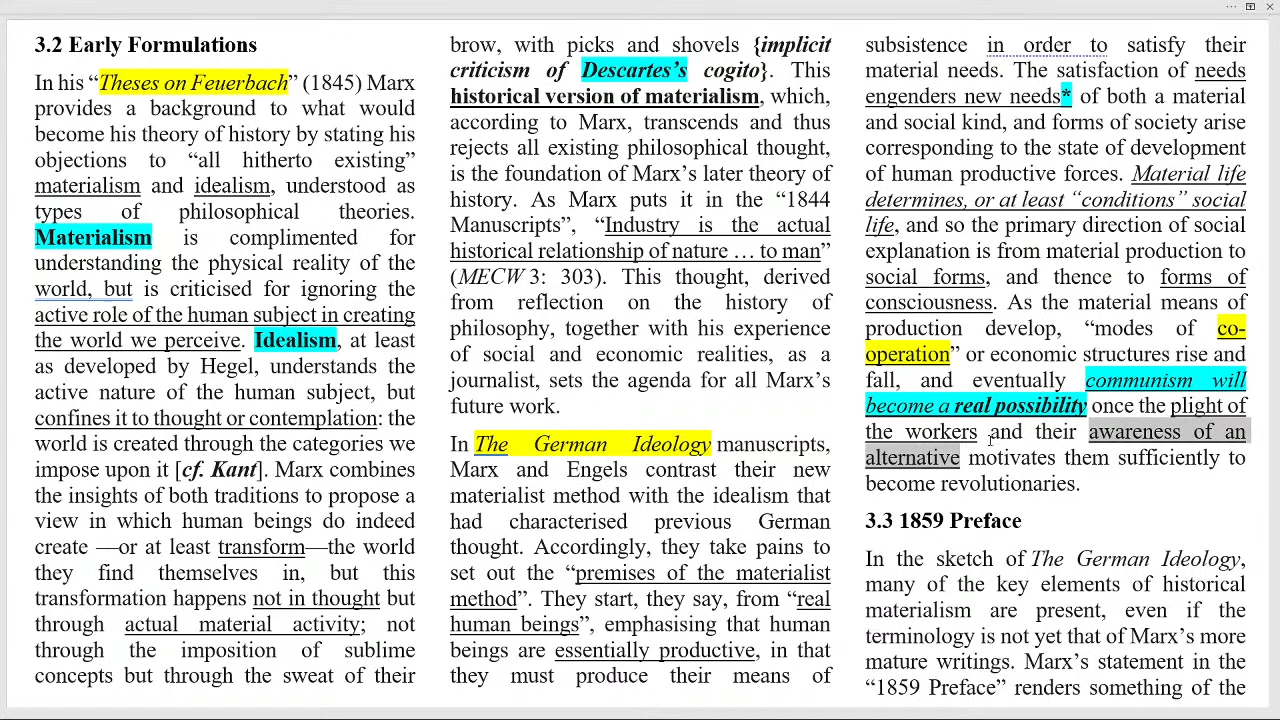 3.2 Early Formulations
In his “Theses on Feuerbach” (1845) Marx
provides a background to what would
become his theory of history by stating his
objections to “all hitherto existing”
materialism and idealism, understood as
types of philosophical theories.
Materialism is complimented for
understanding the physical reality of the
world, but is criticised for ignoring the
active role of the human subject in creating
the world we perceive. Idealism, at least
as developed by Hegel, understands the
active nature of the human subject, but
confines it to thought or contemplation: the
world is created through the categories we
impose upon it [cf. Kant]. Marx combines
the insights of both traditions to propose a
view in which human beings do indeed
create —or at least transform—the world
they find themselves in, but this
transformation happens not in thought but
through actual material activity; not
through the imposition of sublime
concepts but through the sweat of their
brow, with picks and shovels {implicit
criticism of Descartes’s cogito}. This
historical version of materialism, which,
according to Marx, transcends and thus
rejects all existing philosophical thought,
is the foundation of Marx’s later theory of
history. As Marx puts it in the “1844
Manuscripts”, “Industry is the actual
historical relationship of nature … to man”
(MECW 3: 303). This thought, derived
from reflection on the history of
philosophy, together with his experience
of social and economic realities, as a
journalist, sets the agenda for all Marx’s
future work.
In The German Ideology manuscripts,
Marx and Engels contrast their new
materialist method with the idealism that
had characterised previous German
thought. Accordingly, they take pains to
set out the “premises of the materialist
method”. They start, they say, from “real
human beings”, emphasising that human
beings are essentially productive, in that
they must produce their means of
subsistence in order to satisfy their
material needs. The satisfaction of needs
engenders new needs* of both a material
and social kind, and forms of society arise
corresponding to the state of development
of human productive forces. Material life
determines, or at least “conditions” social
life, and so the primary direction of social
explanation is from material production to
social forms, and thence to forms of
consciousness. As the material means of
production develop, “modes of co-
operation” or economic structures rise and
fall, and eventually communism will
become a real possibility once the plight of
the workers and their awareness of an
alternative motivates them sufficiently to
become revolutionaries.
3.3 1859 Preface
In the sketch of The German Ideology,
many of the key elements of historical
materialism are present, even if the
terminology is not yet that of Marx’s more
mature writings. Marx’s statement in the
“1859 Preface” renders something of the